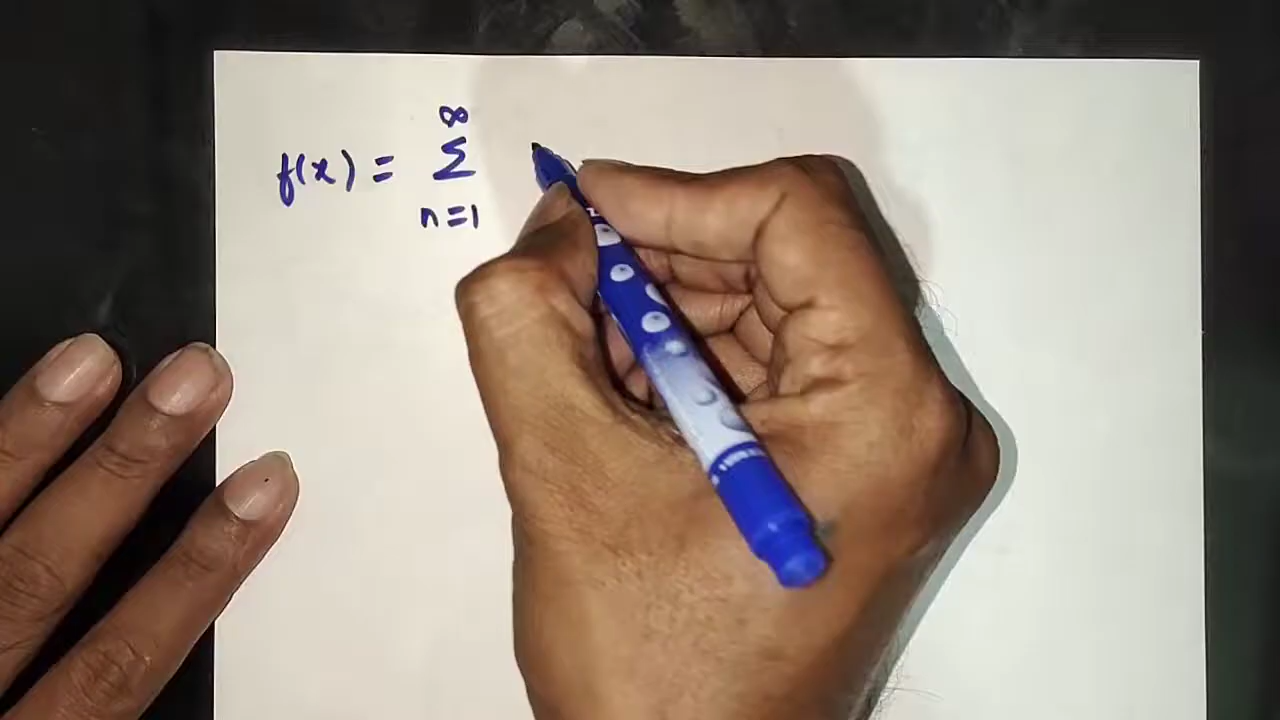 f(x) = ∑_{n=1}^{∞}